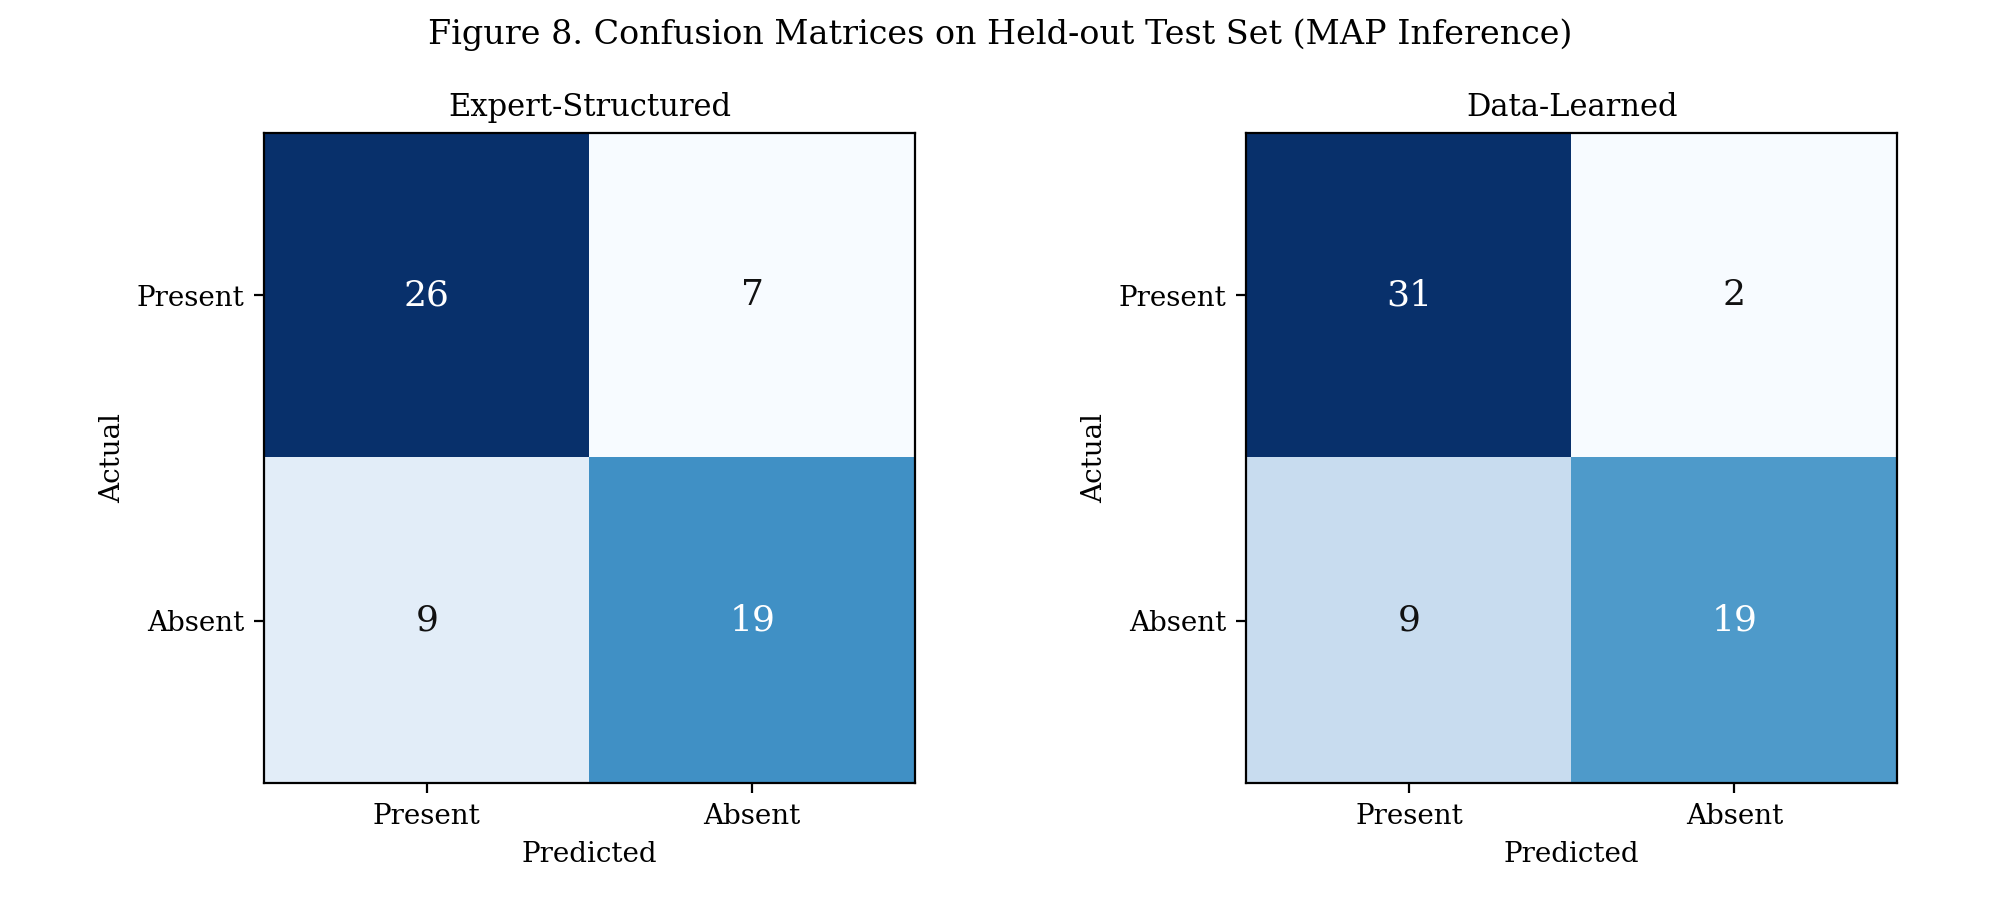 Figure 8. Confusion Matrices on Held-out Test Set (MAP Inference)
Expert-Structured
Actual
Present
26
7
Absent
9
19
Present
Absent
Predicted
Data-Learned
Actual
Present
31
2
Absent
9
19
Present
Absent
Predicted